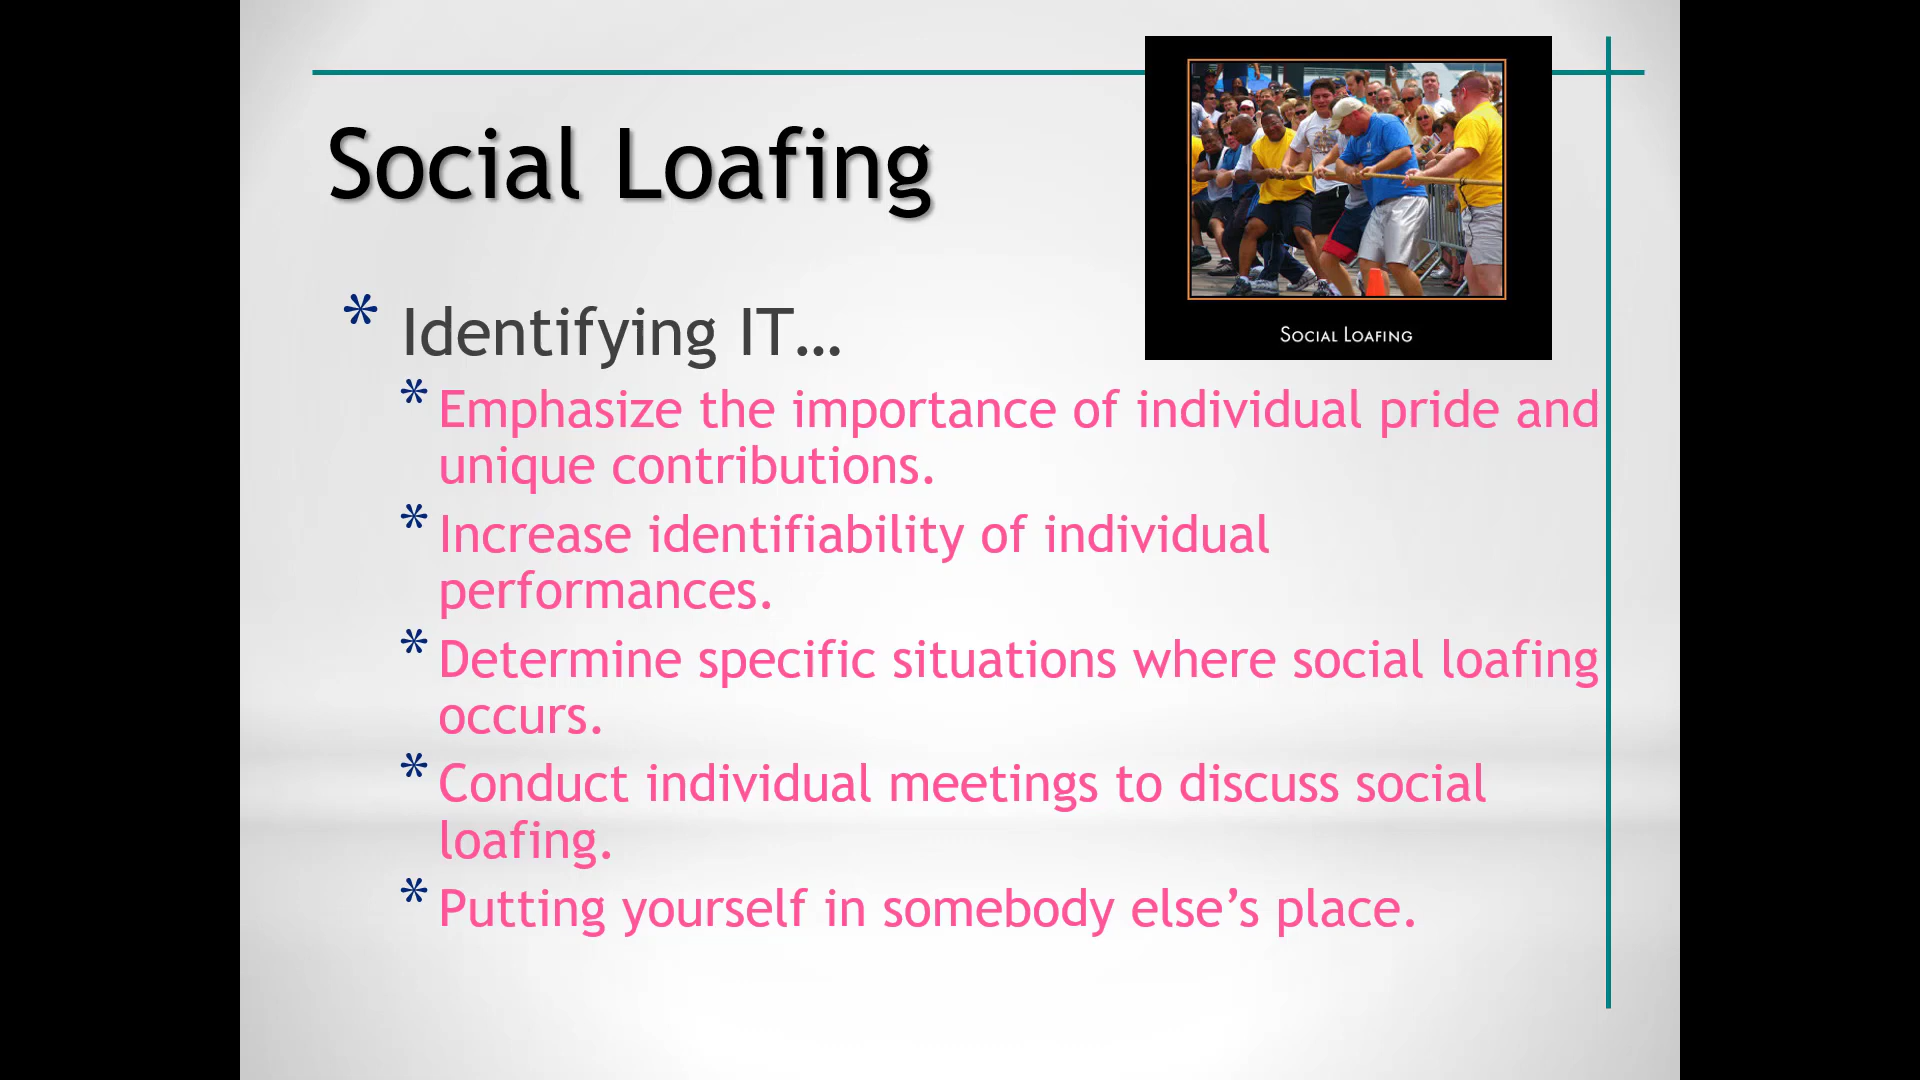 Social Loafing
SOCIAL LOAFING
* Identifying IT...
* Emphasize the importance of individual pride and
unique contributions.
* Increase identifiability of individual
performances.
* Determine specific situations where social loafing
occurs.
* Conduct individual meetings to discuss social
loafing.
* Putting yourself in somebody else’s place.